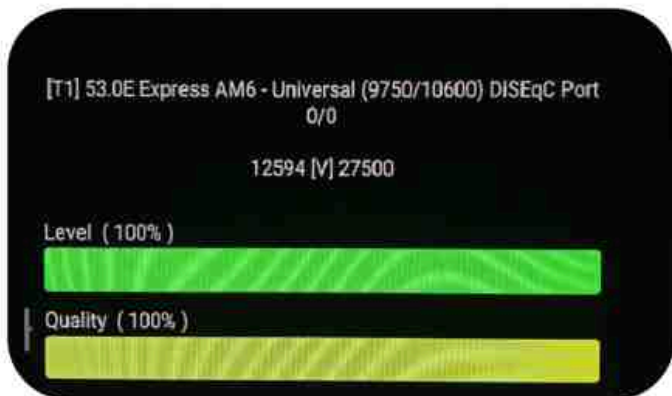 [T1] 53.0E Express AM6 - Universal (9750/10600) DISEqC Port
0/0
12594 [V] 27500
Level ( 100% )
Quality ( 100% )